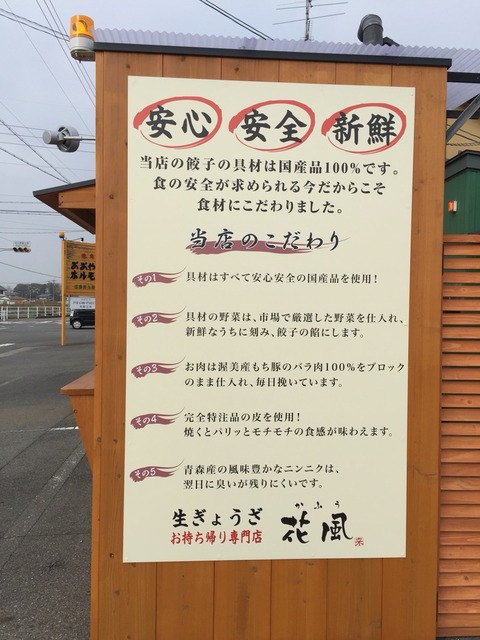 安心 安全 新鮮
当店の餃子の具材は国産品100%です。
食の安全が求められる今だからこそ
食材にこだわりました。
当店のこだわり
その1 具材はすべて安心安全の国産品を使用！
その2 具材の野菜は、市場で厳選した野菜を仕入れ、
新鮮なうちに刻み、餃子の餡にします。
その3 お肉は渥美産もち豚のバラ肉100%をブロック
のまま仕入れ、毎日挽いています。
その4 完全特注品の皮を使用！
焼くとパリッとモチモチの食感が味わえます。
その5 青森産の風味豊かなニンニクは、
翌日に臭いが残りにくいです。
生ぎょうざ
お持ち帰り専門店
かふう
花風